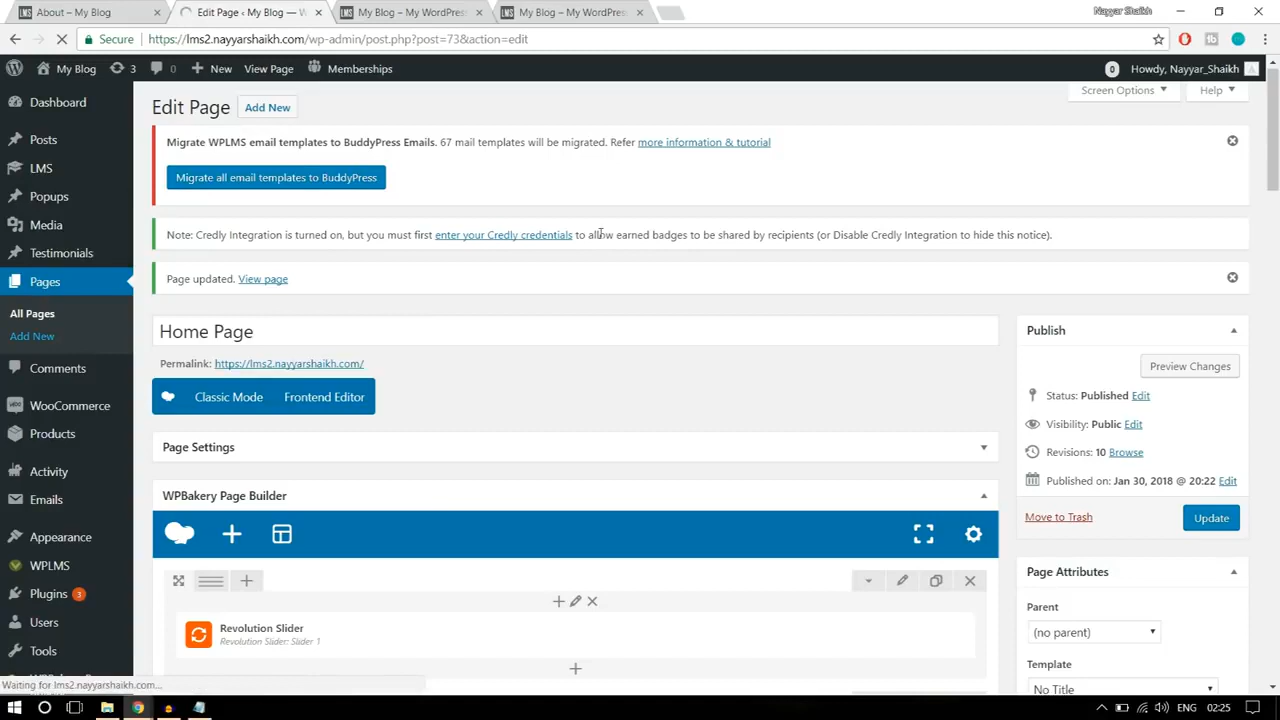 About – My Blog
Edit Page ‹ My Blog — W
My Blog – My WordPres
My Blog – My WordPres
Nayyar Shaikh
Secure
https://lms2.nayyarshaikh.com/wp-admin/post.php?post=73&action=edit
My Blog
3
0
New
View Page
Memberships
0
Howdy, Nayyar_Shaikh
Dashboard
Posts
LMS
Popups
Media
Testimonials
Pages
All Pages
Add New
Comments
WooCommerce
Products
Activity
Emails
Appearance
WPLMS
Plugins 3
Users
Tools
Edit Page
Add New
Screen Options
Help
Migrate WPLMS email templates to BuddyPress Emails. 67 mail templates will be migrated. Refer more information & tutorial
Migrate all email templates to BuddyPress
Note: Credly Integration is turned on, but you must first enter your Credly credentials to allow earned badges to be shared by recipients (or Disable Credly Integration to hide this notice).
Page updated. View page
Home Page
Permalink: https://lms2.nayyarshaikh.com/
Classic Mode
Frontend Editor
Page Settings
WPBakery Page Builder
Revolution Slider
Revolution Slider: Slider 1
Publish
Preview Changes
Status: Published Edit
Visibility: Public Edit
Revisions: 10 Browse
Published on: Jan 30, 2018 @ 20:22 Edit
Move to Trash
Update
Page Attributes
Parent
(no parent)
Template
No Title
Waiting for lms2.nayyarshaikh.com...
ENG
02:25